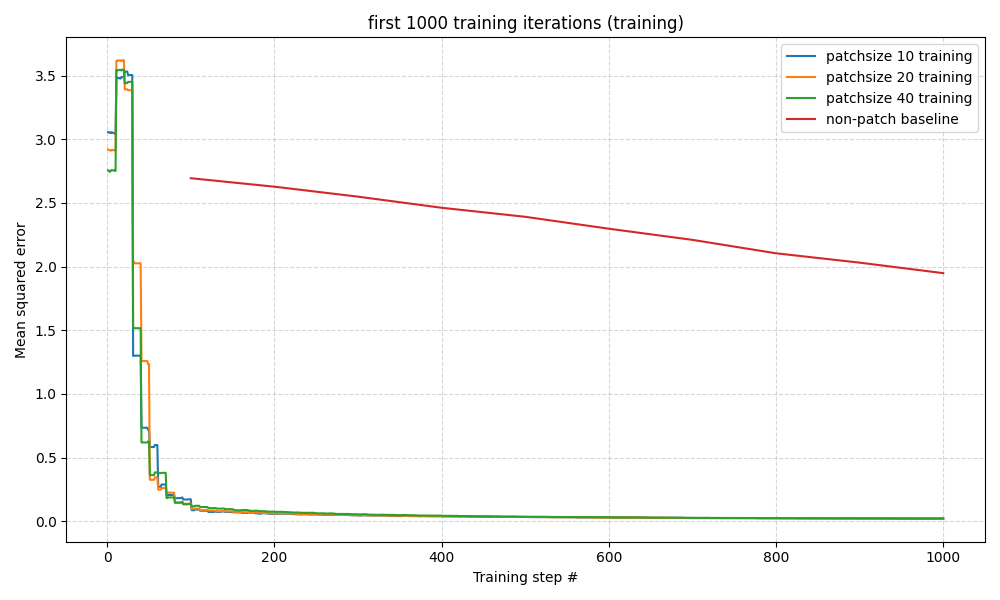 first 1000 training iterations (training)
patchsize 10 training
patchsize 20 training
patchsize 40 training
non-patch baseline
Mean squared error
3.5
3.0
2.5
2.0
1.5
1.0
0.5
0.0
0 200 400 600 800 1000
Training step #